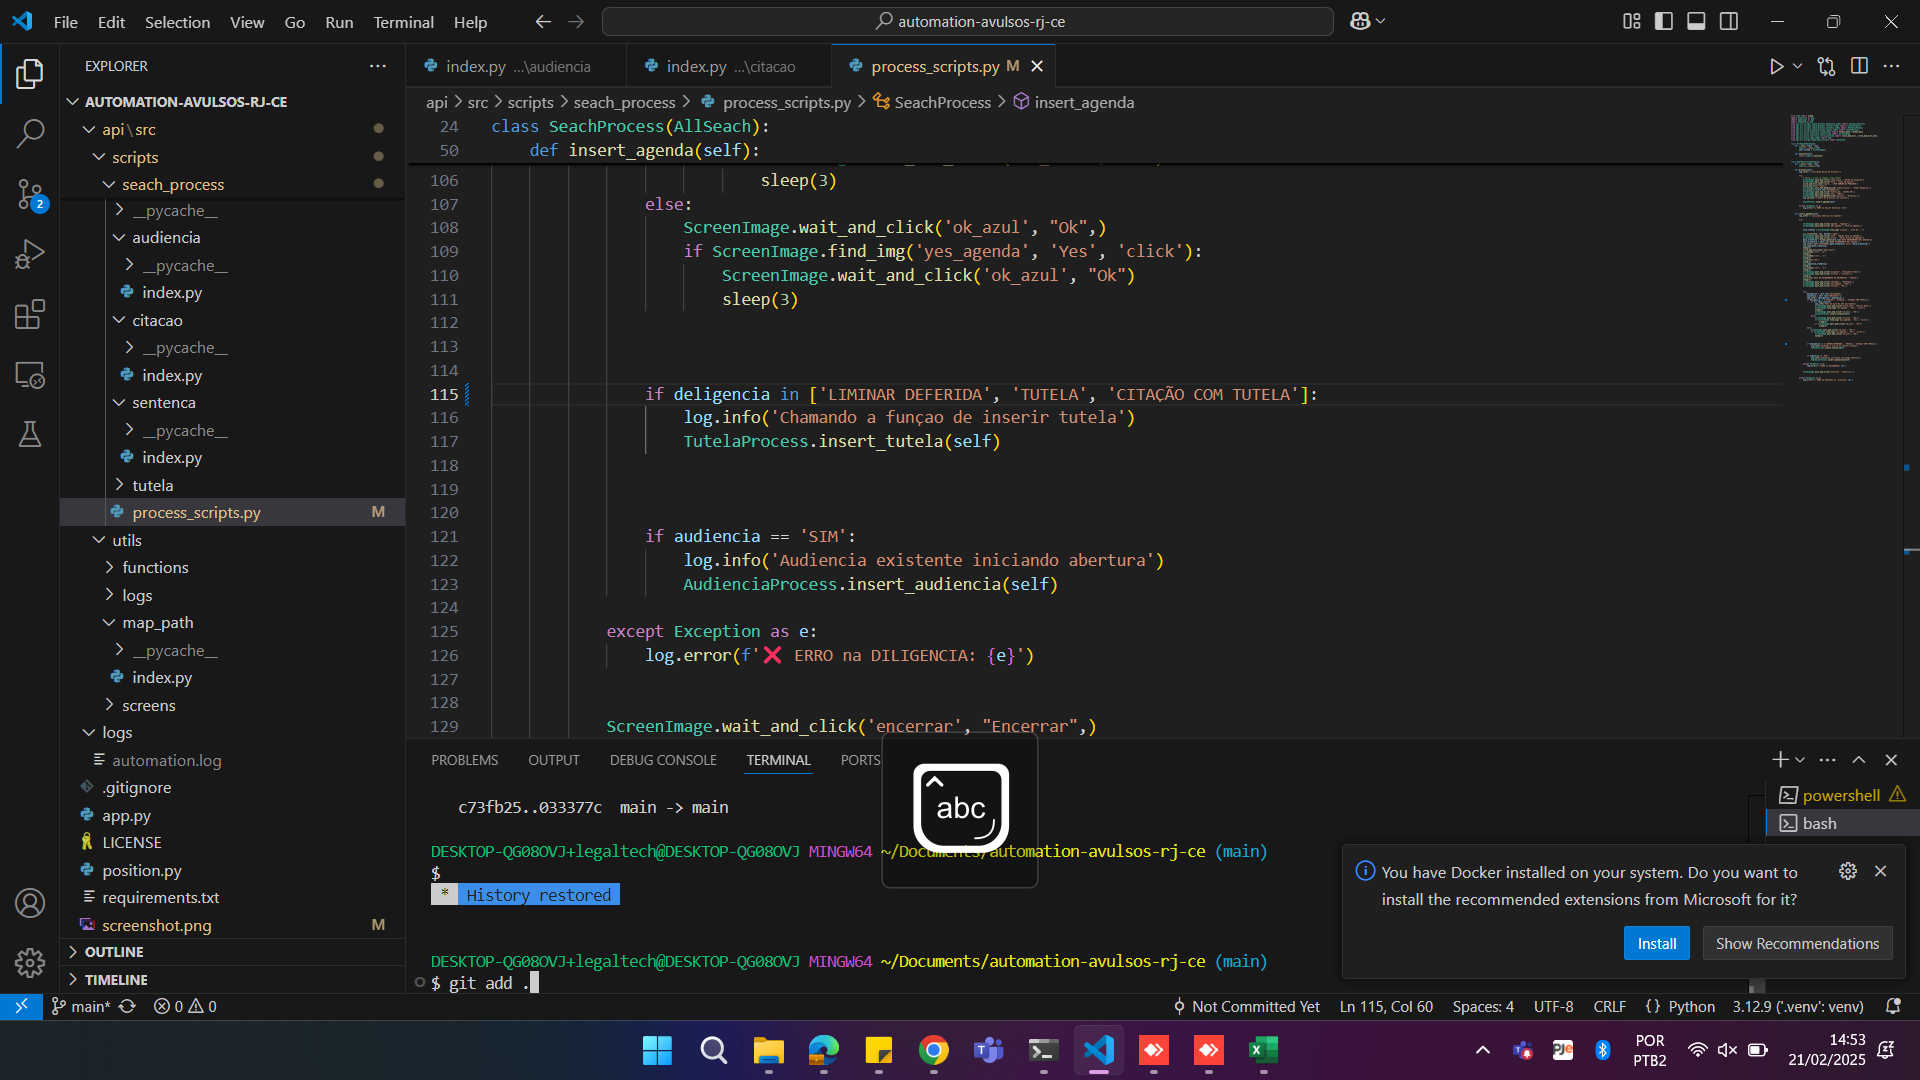 File Edit Selection View Go Run Terminal Help
automation-avulsos-rj-ce
EXPLORER
AUTOMATION-AVULSOS-RJ-CE
api\src
scripts
seach_process
__pycache__
audiencia
__pycache__
index.py
citacao
__pycache__
index.py
sentenca
__pycache__
index.py
tutela
process_scripts.py M
utils
functions
logs
map_path
__pycache__
index.py
screens
logs
automation.log
.gitignore
app.py
LICENSE
position.py
requirements.txt
screenshot.png M
OUTLINE
TIMELINE
2
index.py ...\audiencia
index.py ...\citacao
process_scripts.py M
api > src > scripts > seach_process > process_scripts.py > SeachProcess > insert_agenda
24 class SeachProcess(AllSeach):
50 def insert_agenda(self):
106 sleep(3)
107 else:
108 ScreenImage.wait_and_click('ok_azul', "Ok",)
109 if ScreenImage.find_img('yes_agenda', 'Yes', 'click'):
110 ScreenImage.wait_and_click('ok_azul', "Ok")
111 sleep(3)
112
113
114
115 if deligencia in ['LIMINAR DEFERIDA', 'TUTELA', 'CITAÇÃO COM TUTELA']:
116 log.info('Chamando a funçao de inserir tutela')
117 TutelaProcess.insert_tutela(self)
118
119
120
121 if audiencia == 'SIM':
122 log.info('Audiencia existente iniciando abertura')
123 AudienciaProcess.insert_audiencia(self)
124
125 except Exception as e:
126 log.error(f'❌ ERRO na DILIGENCIA: {e}')
127
128
129 ScreenImage.wait_and_click('encerrar', "Encerrar",)
PROBLEMS OUTPUT DEBUG CONSOLE TERMINAL PORTS
c73fb25..033377c main -> main
DESKTOP-QG08OVJ+legaltech@DESKTOP-QG08OVJ MINGW64 ~/Documents/automation-avulsos-rj-ce (main)
$
* History restored
DESKTOP-QG08OVJ+legaltech@DESKTOP-QG08OVJ MINGW64 ~/Documents/automation-avulsos-rj-ce (main)
$ git add .
abc
powershell
bash
You have Docker installed on your system. Do you want to
install the recommended extensions from Microsoft for it?
Install Show Recommendations
main* 0 0
Not Committed Yet Ln 115, Col 60 Spaces: 4 UTF-8 CRLF {} Python 3.12.9 ('.venv': venv)
POR
PTB2
14:53
21/02/2025